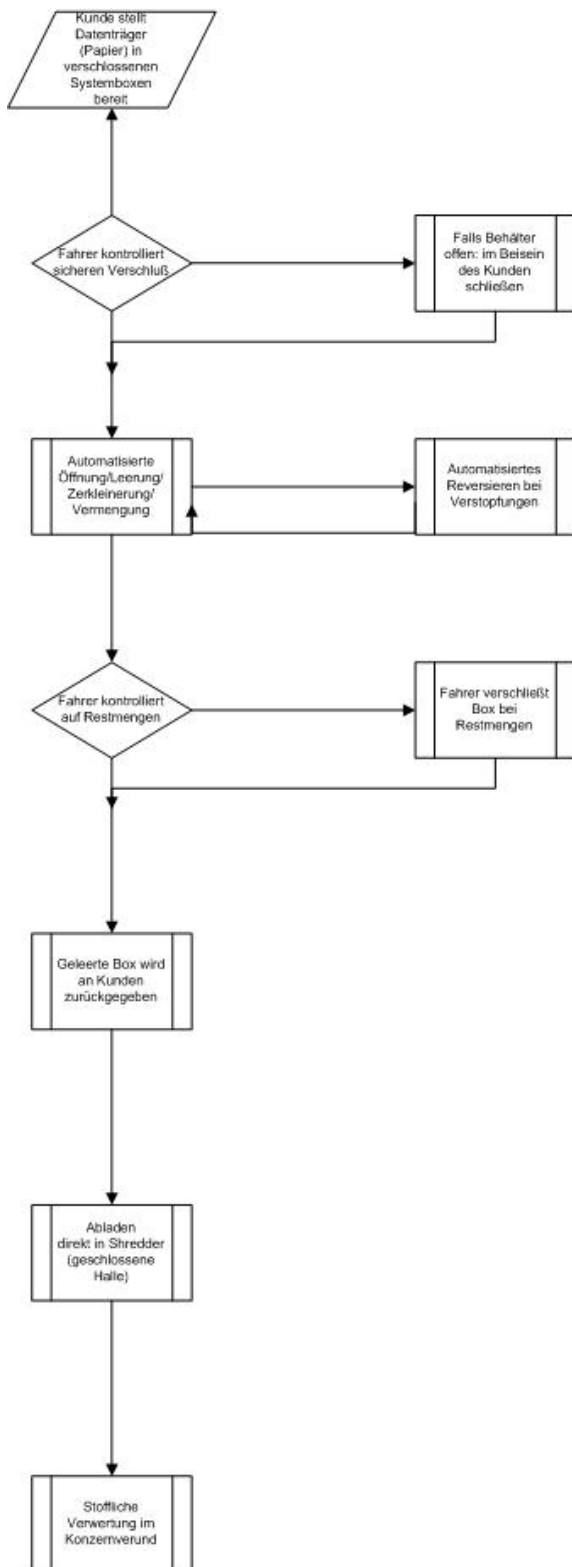 Kunde stellt
Datenträger
(Papier) in
verschlossenen
Systemboxen
bereit
Fahrer kontrolliert
sicheren Verschluß
Falls Behälter
offen: im Beisein
des Kunden
schließen
Automatisierte
Öffnung/Leerung/
Zerkleinerung/
Vermengung
Automatisiertes
Reversieren bei
Verstopfungen
Fahrer kontrolliert
auf Restmengen
Fahrer verschließt
Box bei
Restmengen
Geleerte Box wird
an Kunden
zurückgegeben
Abladen
direkt in Shredder
(geschlossene
Halle)
Stoffliche
Verwertung im
Konzernverund